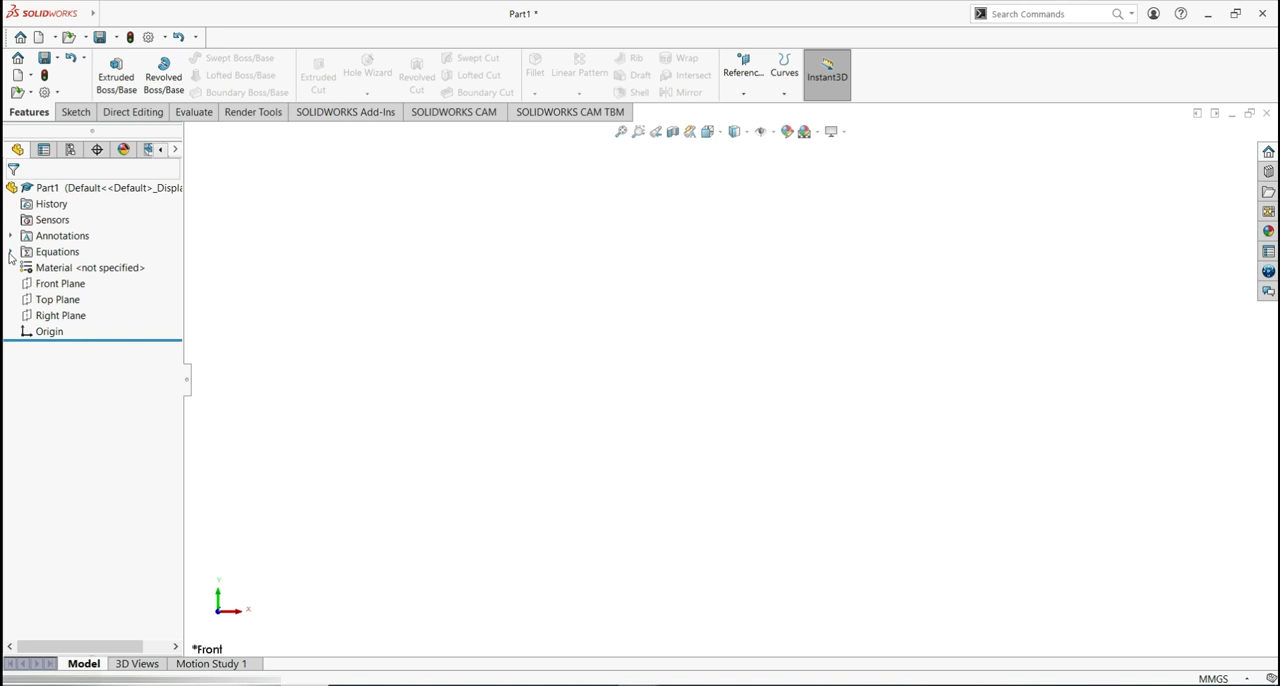 SOLIDWORKS
Part1 *
Search Commands
Extruded Boss/Base
Revolved Boss/Base
Swept Boss/Base
Lofted Boss/Base
Boundary Boss/Base
Extruded Cut
Hole Wizard
Revolved Cut
Swept Cut
Lofted Cut
Boundary Cut
Fillet
Linear Pattern
Rib
Draft
Shell
Wrap
Intersect
Mirror
Referenc...
Curves
Instant3D
Features
Sketch
Direct Editing
Evaluate
Render Tools
SOLIDWORKS Add-Ins
SOLIDWORKS CAM
SOLIDWORKS CAM TBM
Part1 (Default<<Default>_Displa
History
Sensors
Annotations
Equations
Material <not specified>
Front Plane
Top Plane
Right Plane
Origin
Y
X
*Front
Model
3D Views
Motion Study 1
MMGS